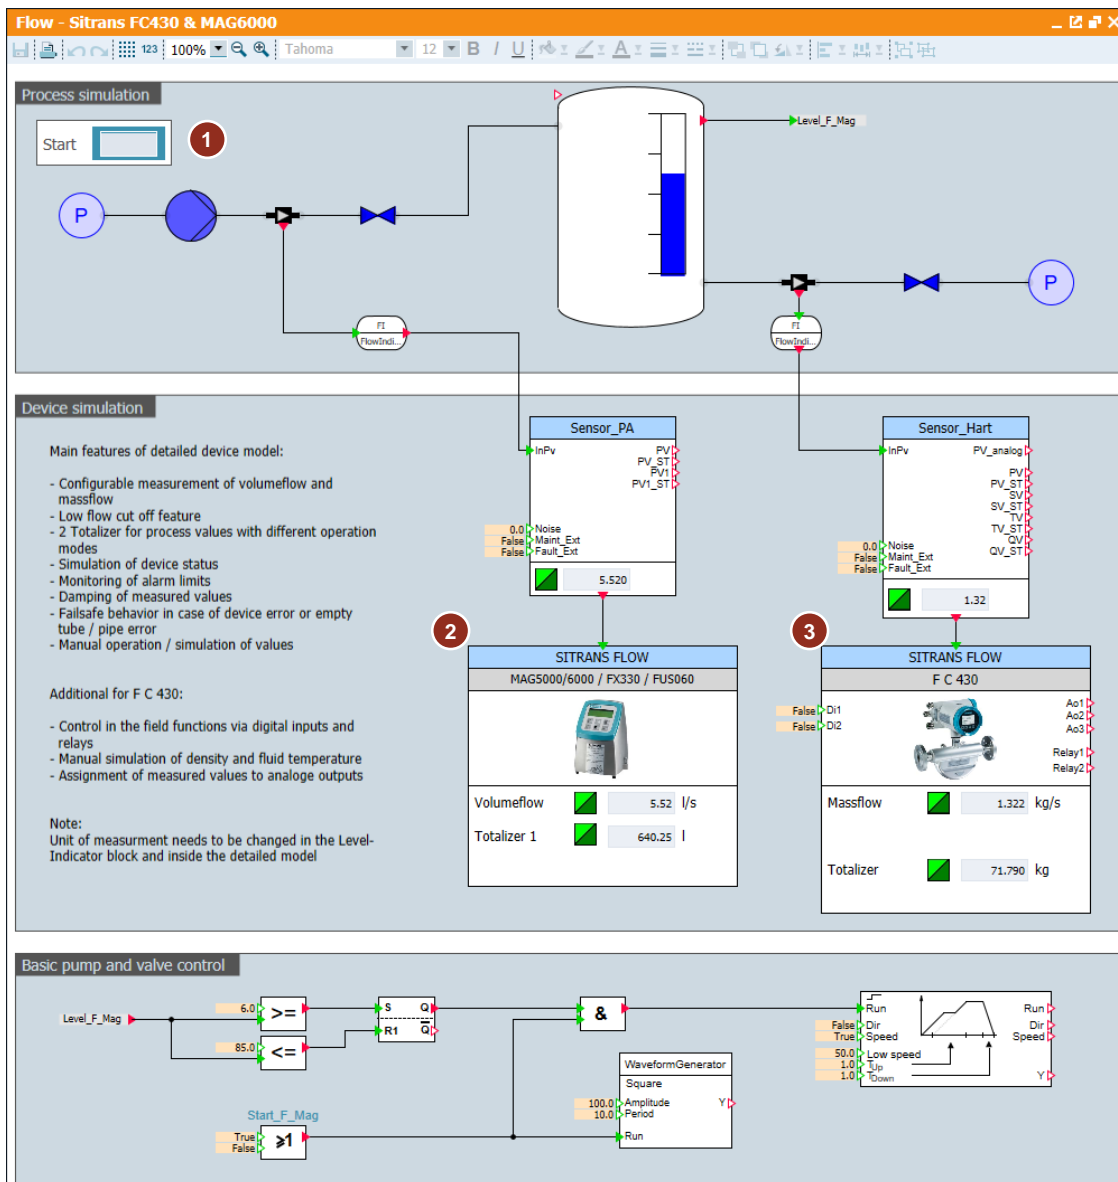 Flow - Sitrans FC430 & MAG6000
123 100% Tahoma 12 B I U A
Process simulation
Start
1
Level_F_Mag
P
P
FI
FlowIndi...
FI
FlowIndi...
Device simulation
Main features of detailed device model:
- Configurable measurement of volumeflow and
massflow
- Low flow cut off feature
- 2 Totalizer for process values with different operation
modes
- Simulation of device status
- Monitoring of alarm limits
- Damping of measured values
- Failsafe behavior in case of device error or empty
tube / pipe error
- Manual operation / simulation of values
Additional for F C 430:
- Control in the field functions via digital inputs and
relays
- Manual simulation of density and fluid temperature
- Assignment of measured values to analoge outputs
Note:
Unit of measurment needs to be changed in the Level-
Indicator block and inside the detailed model
Sensor_PA
InPv PV
PV_ST
PV1
PV1_ST
0.0 Noise
False Maint_Ext
False Fault_Ext
5.520
Sensor_Hart
InPv PV_analog
PV
PV_ST
SV
SV_ST
TV
TV_ST
QV
QV_ST
0.0 Noise
False Maint_Ext
False Fault_Ext
1.32
2
SITRANS FLOW
MAG5000/6000 / FX330 / FUS060
Volumeflow 5.52 l/s
Totalizer 1 640.25 l
3
SITRANS FLOW
F C 430
False Di1
False Di2
Ao1
Ao2
Ao3
Relay1
Relay2
Massflow 1.322 kg/s
Totalizer 71.790 kg
Basic pump and valve control
Level_F_Mag
6.0 >=
85.0 <=
S Q
R1 Q
&
Start_F_Mag
True
False
≥1
WaveformGenerator
Square
100.0 Amplitude Y
10.0 Period
Run
Run Run
False Dir Dir
True Speed Speed
50.0 Low speed
1.0 TUp
1.0 TDown Y